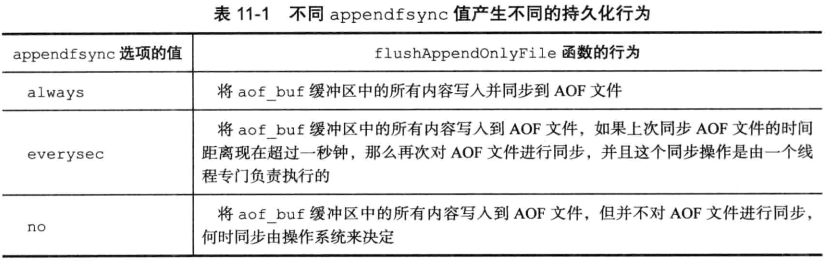 表 11-1 不同 appendfsync 值产生不同的持久化行为
appendfsync 选项的值 flushAppendOnlyFile 函数的行为
always 将 aof_buf 缓冲区中的所有内容写入并同步到 AOF 文件
将 aof_buf 缓冲区中的所有内容写入到 AOF 文件，如果上次同步 AOF 文件的时间
everysec 距离现在超过一秒钟，那么再次对 AOF 文件进行同步，并且这个同步操作是由一个线
程专门负责执行的
将 aof_buf 缓冲区中的所有内容写入到 AOF 文件，但并不对 AOF 文件进行同步，
no 何时同步由操作系统来决定